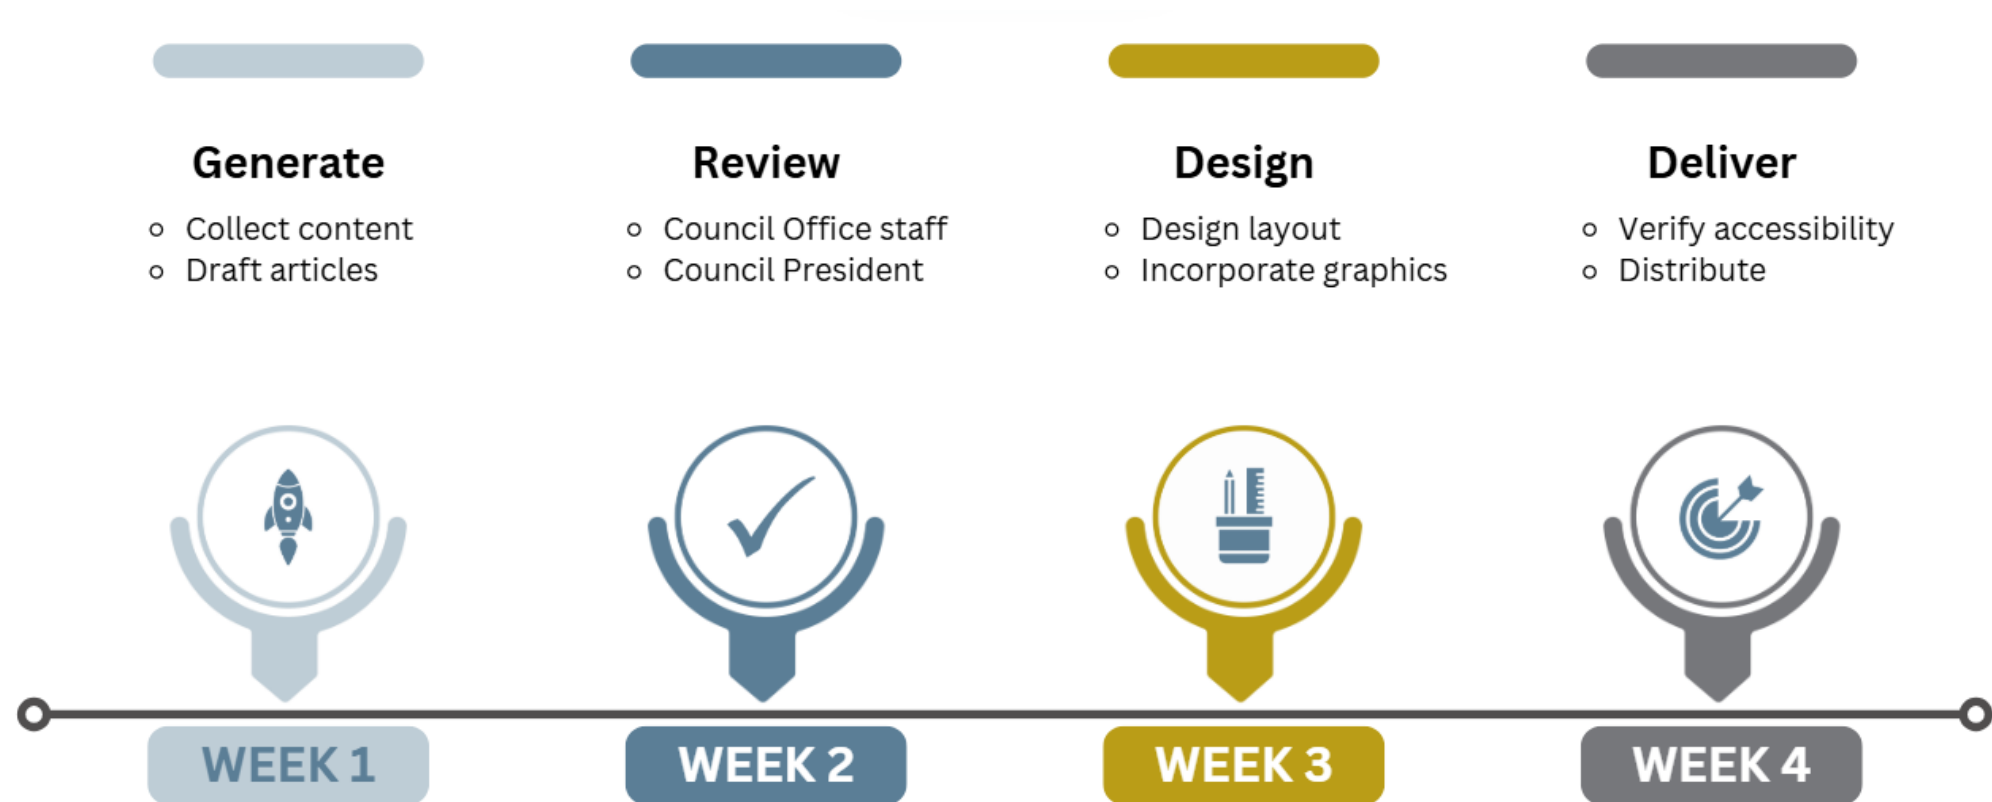 Generate
Collect content
Draft articles
Review
Council Office staff
Council President
Design
Design layout
Incorporate graphics
Deliver
Verify accessibility
Distribute
WEEK 1
WEEK 2
WEEK 3
WEEK 4